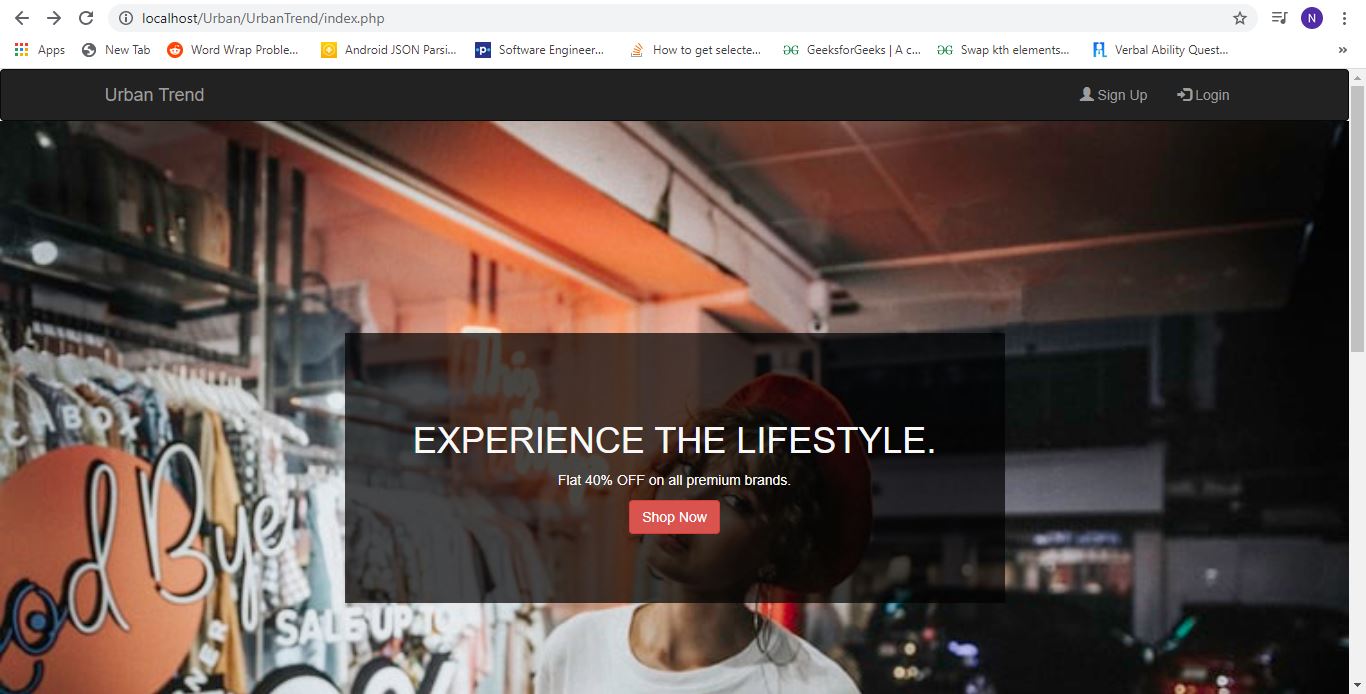 localhost/Urban/UrbanTrend/index.php
N
Apps New Tab Word Wrap Proble... Android JSON Parsi... Software Engineer... How to get selecte... GeeksforGeeks | A c... Swap kth elements... Verbal Ability Quest... »
Urban Trend Sign Up Login
EXPERIENCE THE LIFESTYLE.
Flat 40% OFF on all premium brands.
Shop Now
BOX
od Bye
SALE UP TO